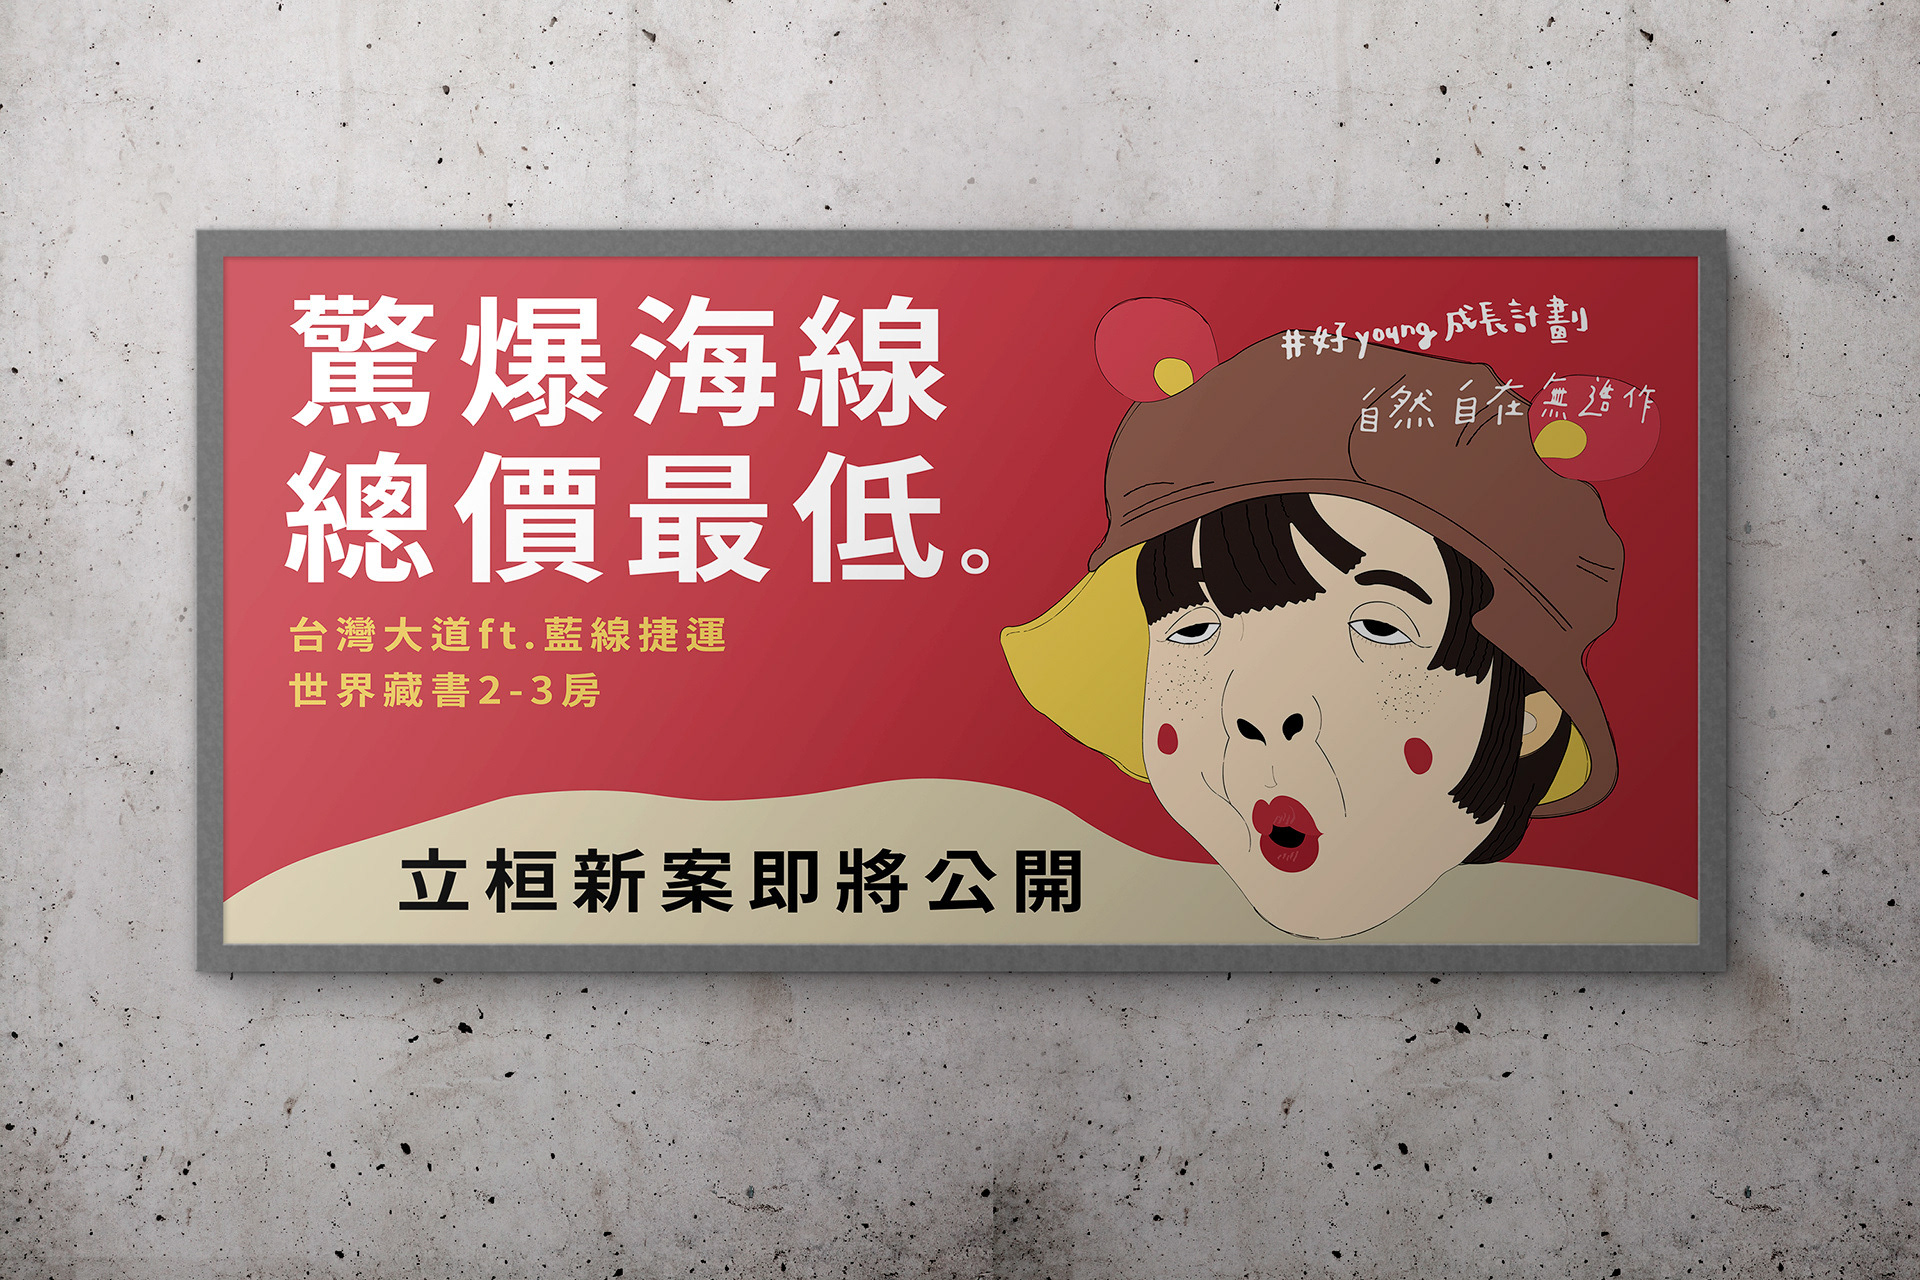 驚爆海線
總價最低。
台灣大道ft.藍線捷運
世界藏書2-3房
立桓新案即將公開
#好young成長計劃
自然自在無造作